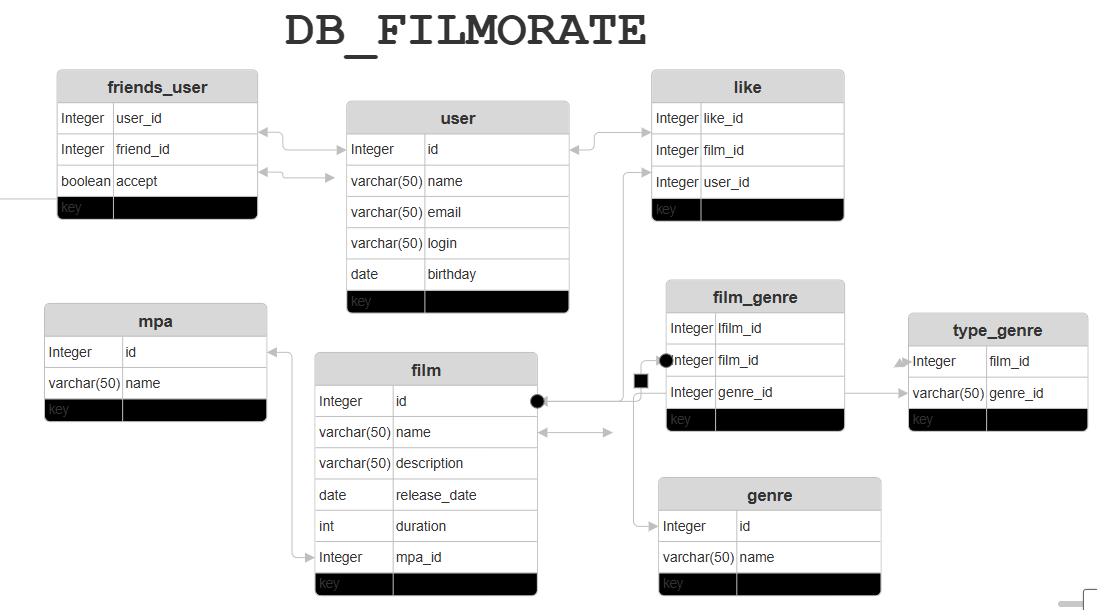 DB_FILMORATE
friends_user
Integer user_id
Integer friend_id
boolean accept
key
user
Integer id
varchar(50) name
varchar(50) email
varchar(50) login
date birthday
key
like
Integer like_id
Integer film_id
Integer user_id
key
mpa
Integer id
varchar(50) name
key
film
Integer id
varchar(50) name
varchar(50) description
date release_date
int duration
Integer mpa_id
key
film_genre
Integer lfilm_id
Integer film_id
Integer genre_id
key
type_genre
Integer film_id
varchar(50) genre_id
key
genre
Integer id
varchar(50) name
key